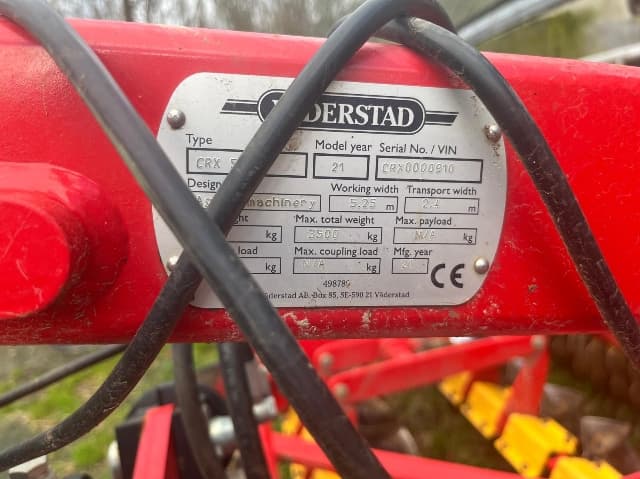 VÄDERSTAD
Type Model year Serial No. / VIN
CRX 21 CRX0000910
Working width Transport width
machinery 5.25 m 2.4 m
Max. total weight Max. payload
kg 3500 kg N/A kg
load Max. coupling load Mfg. year
kg N/A kg CE
498789
Väderstad AB, Box 85, SE-590 21 Väderstad